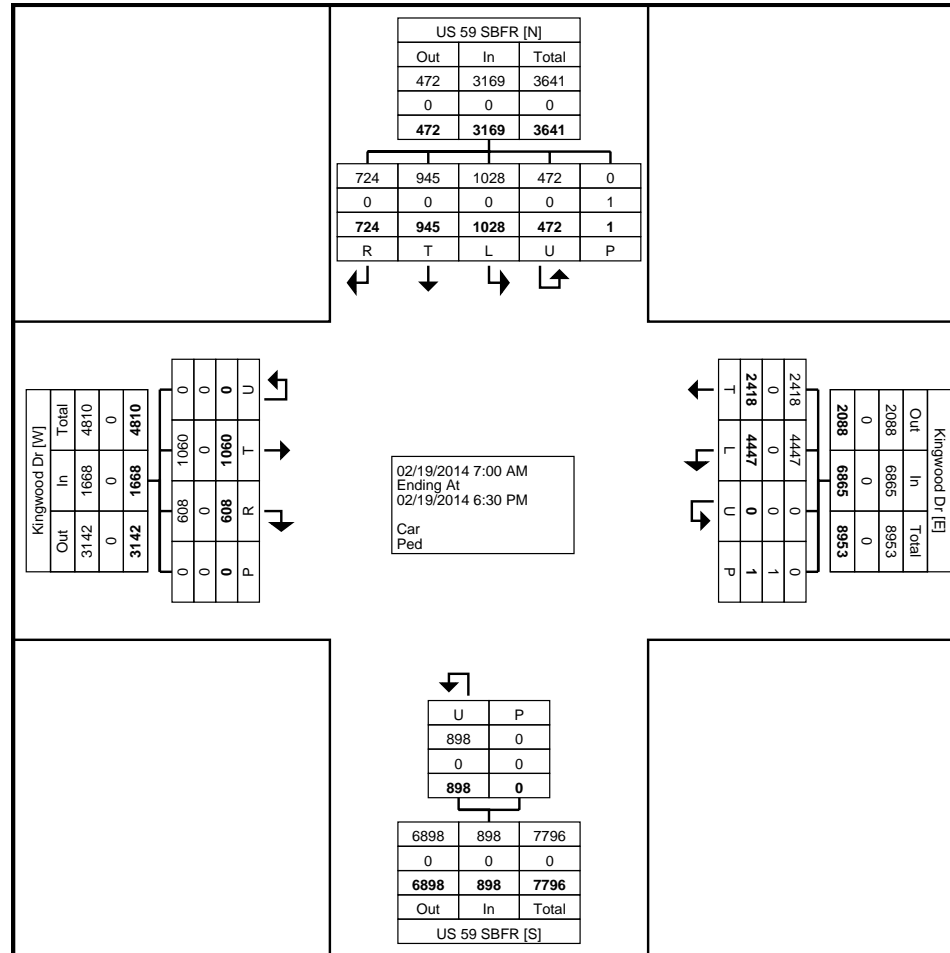 US 59 SBFR [N]
Out In Total
472 3169 3641
0 0 0
472 3169 3641
724 945 1028 472 0
0 0 0 0 1
724 945 1028 472 1
R T L U P
Kingwood Dr [W]
Total In Out
4810 1668 3142
0 0 0
4810 1668 3142
0 1060 608 0
0 0 0 0
0 1060 608 0
U T R P
02/19/2014 7:00 AM
Ending At
02/19/2014 6:30 PM
Car
Ped
T L U P
2418 4447 0 1
0 0 0 1
2418 4447 0 0
2088 6865 8953
0 0 0
2088 6865 8953
Out In Total
Kingwood Dr [E]
U P
898 0
0 0
898 0
6898 898 7796
0 0 0
6898 898 7796
Out In Total
US 59 SBFR [S]